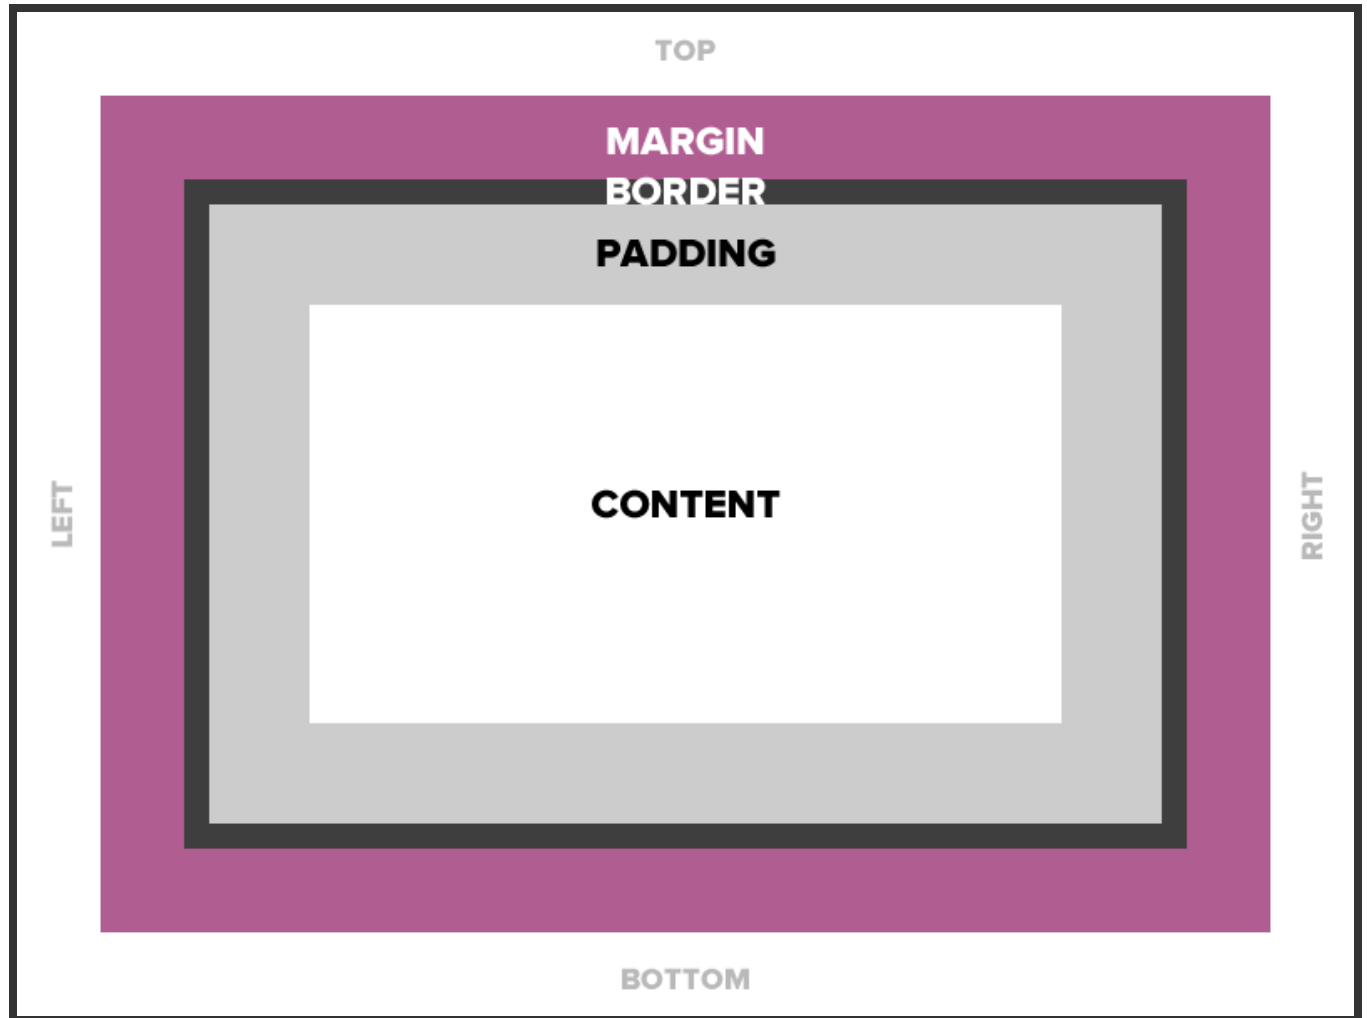 TOP
MARGIN
BORDER
PADDING
LEFT
CONTENT
RIGHT
BOTTOM